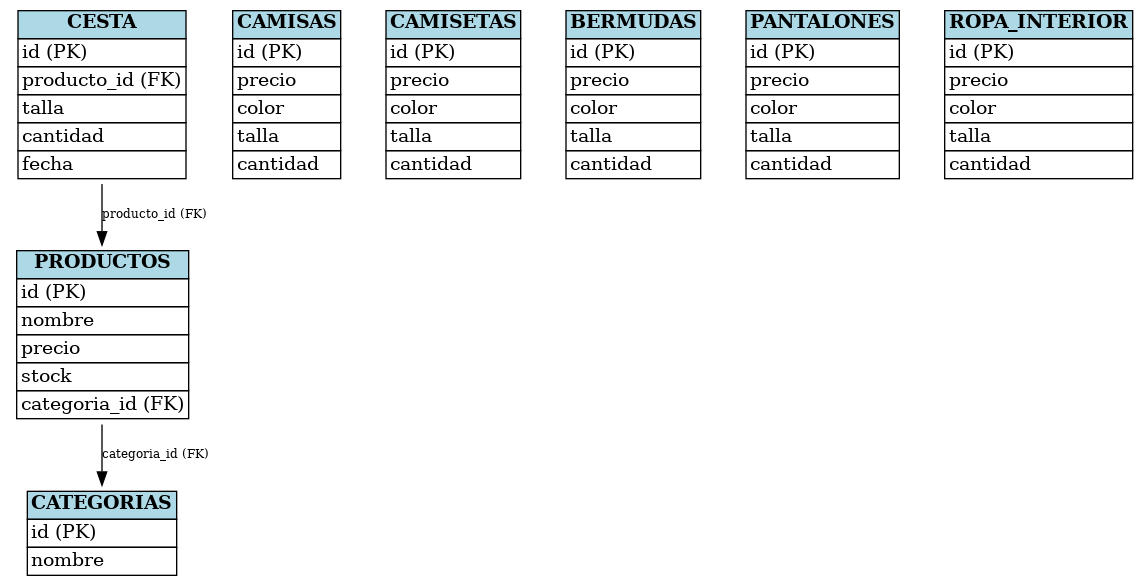 CESTA
id (PK)
producto_id (FK)
talla
cantidad
fecha
CAMISAS
id (PK)
precio
color
talla
cantidad
CAMISETAS
id (PK)
precio
color
talla
cantidad
BERMUDAS
id (PK)
precio
color
talla
cantidad
PANTALONES
id (PK)
precio
color
talla
cantidad
ROPA_INTERIOR
id (PK)
precio
color
talla
cantidad
producto_id (FK)
PRODUCTOS
id (PK)
nombre
precio
stock
categoria_id (FK)
categoria_id (FK)
CATEGORIAS
id (PK)
nombre